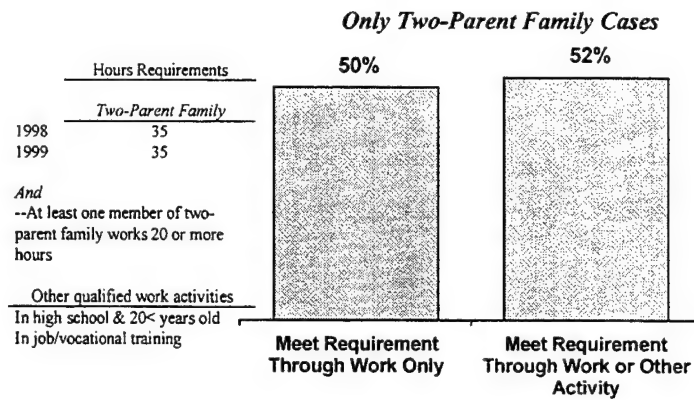 Only Two-Parent Family Cases
Hours Requirements
Two-Parent Family
1998 35
1999 35
And
--At least one member of two-
parent family works 20 or more
hours
Other qualified work activities
In high school & 20< years old
In job/vocational training
50%
52%
Meet Requirement
Through Work Only
Meet Requirement
Through Work or Other
Activity